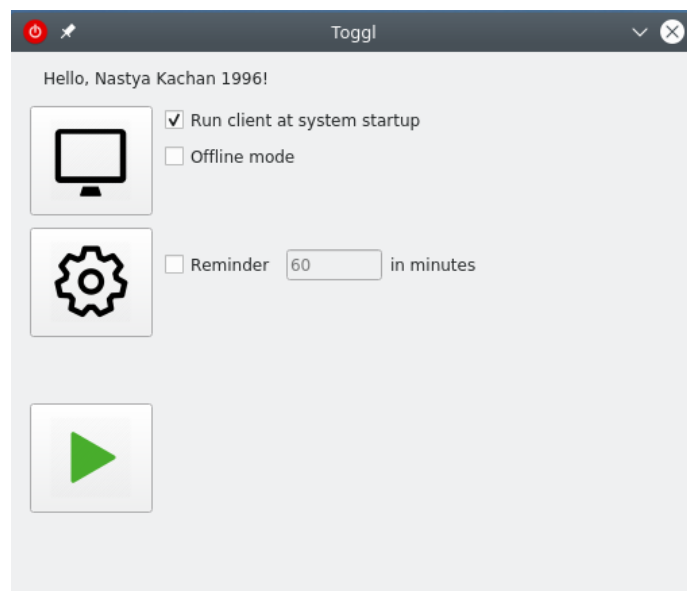 Toggl
Hello, Nastya Kachan 1996!
Run client at system startup
Offline mode
Reminder 60 in minutes